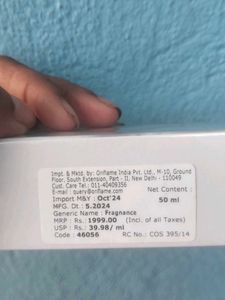 Impt. & Mktd. by: Oriflame India Pvt. Ltd., M-10, Ground
Floor, South Extension, Part - II, New Delhi - 110049
Cust. Care Tel.: 011-40409356
E-mail : query@oriflame.com
Net Content :
50 ml
Import M&Y : Oct'24
MFG. Dt. : 5.2024
Generic Name : Fragnance
MRP : Rs. 1999.00 (Incl. of all Taxes)
USP : Rs. 39.98/ ml
Code : 46056 RC No.: COS 395/14